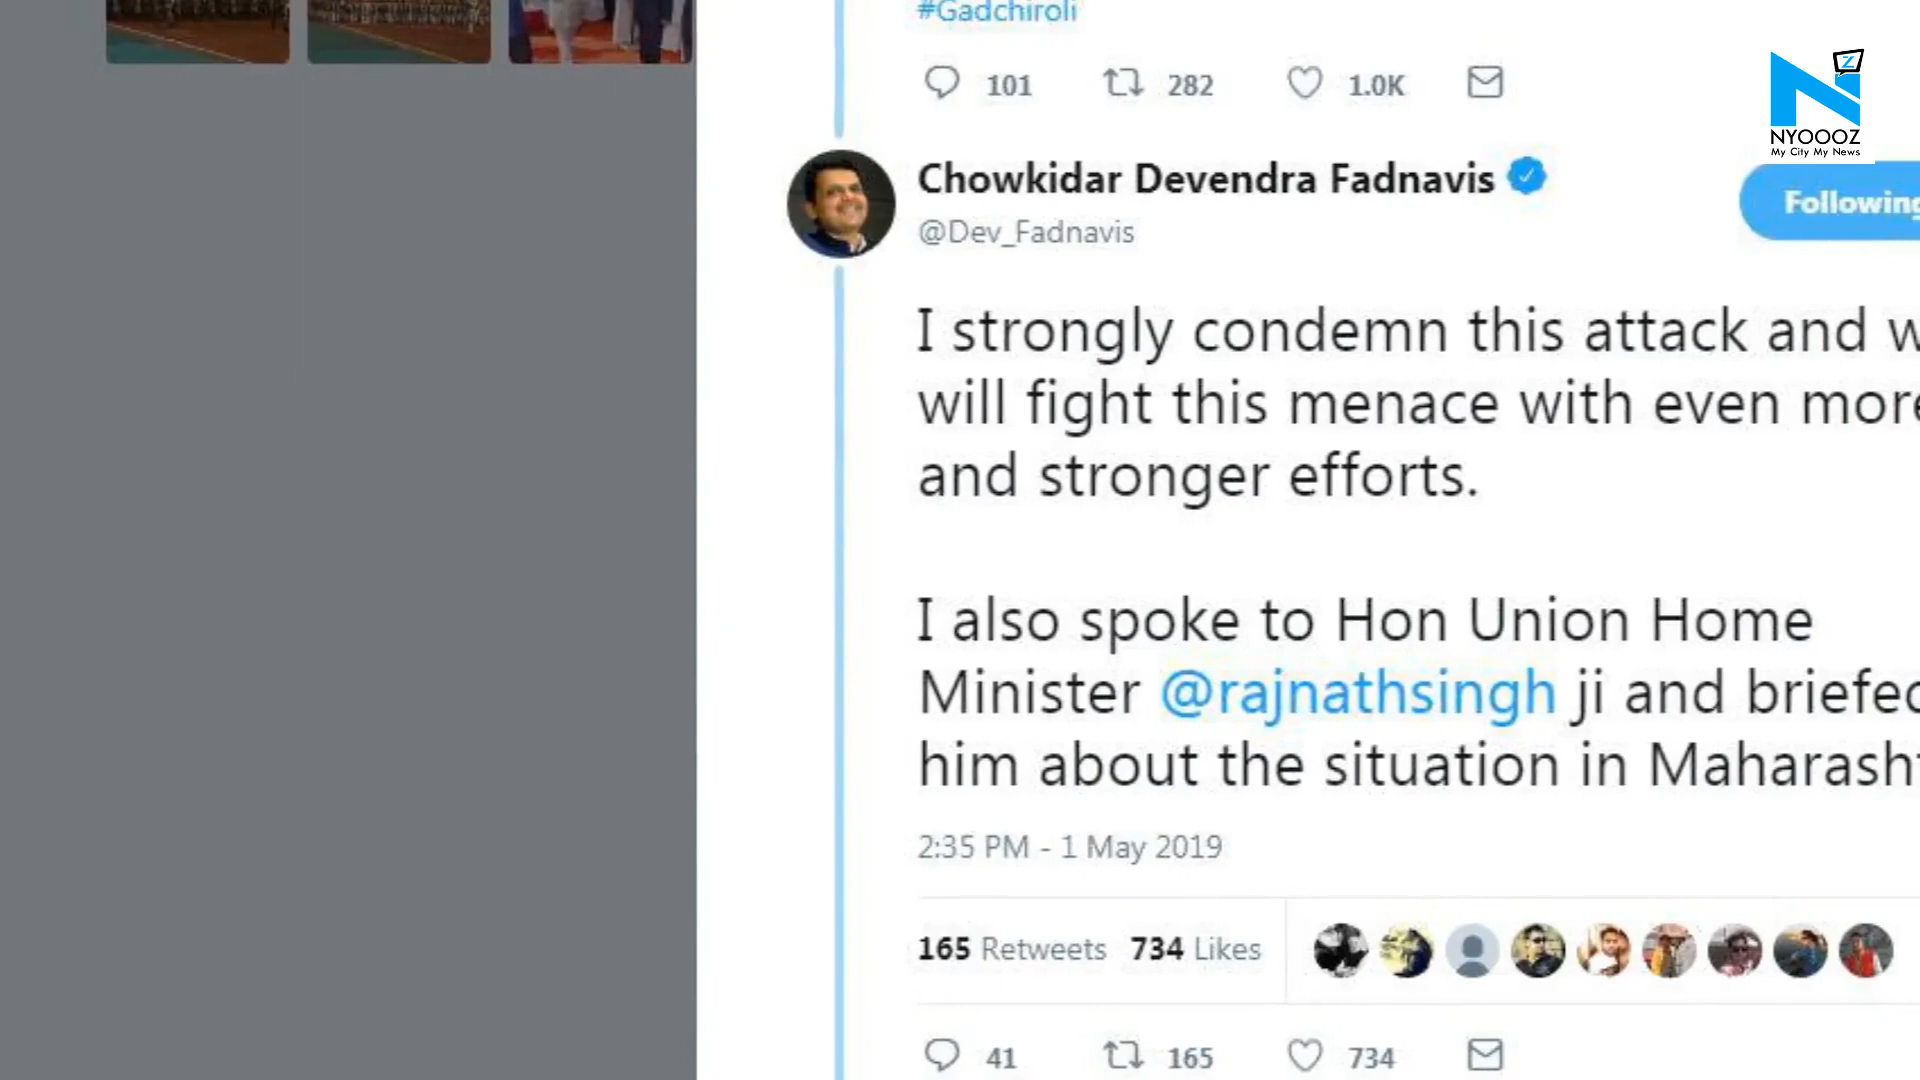 #Gadchiroli
101 282 1.0K
NYOOOZ
My City My News
Chowkidar Devendra Fadnavis
@Dev_Fadnavis
Following
I strongly condemn this attack and w
will fight this menace with even more
and stronger efforts.
I also spoke to Hon Union Home
Minister @rajnathsingh ji and briefed
him about the situation in Maharasht
2:35 PM - 1 May 2019
165 Retweets 734 Likes
41 165 734